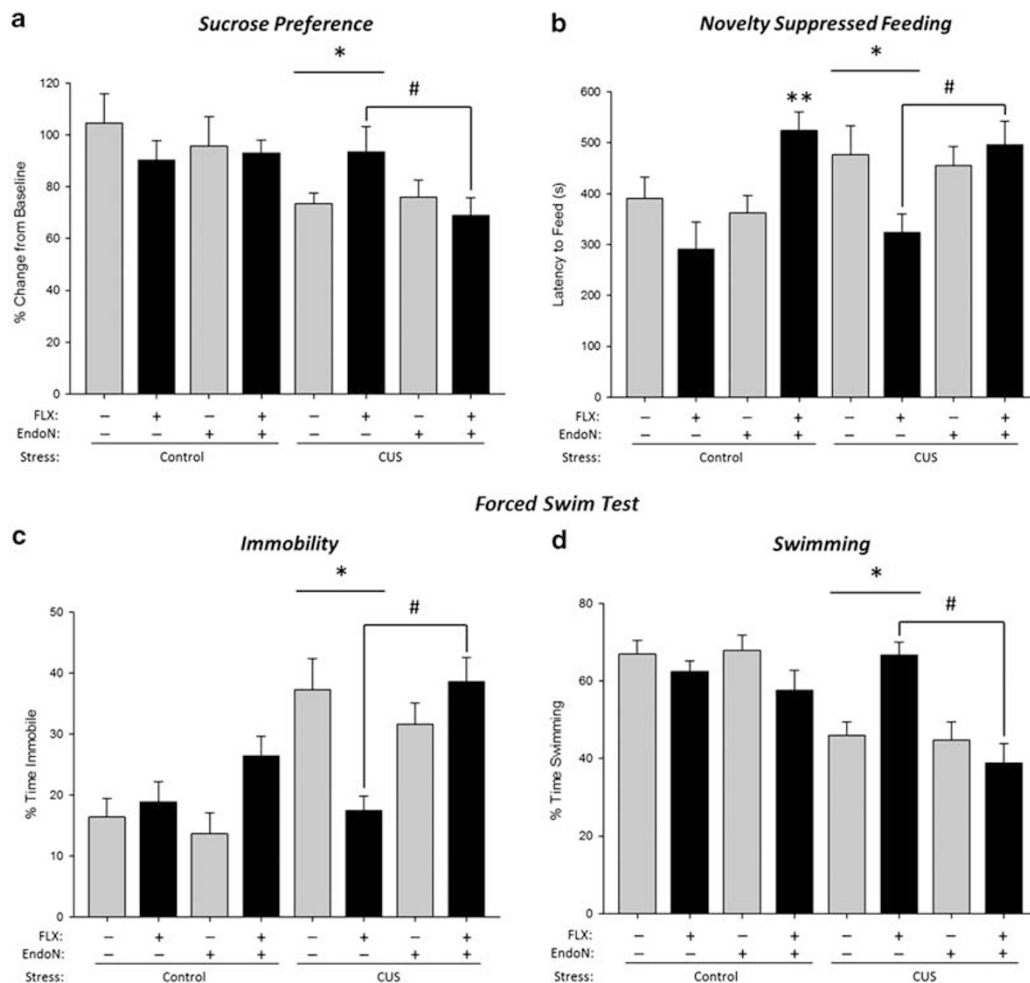 a
Sucrose Preference
*
#
120
100
80
60
40
20
0
% Change from Baseline
FLX: − + − + − + − +
EndoN: − − + + − − + +
Stress: Control CUS
b
Novelty Suppressed Feeding
*
#
**
600
500
400
300
200
100
0
Latency to Feed (s)
FLX: − + − + − + − +
EndoN: − − + + − − + +
Stress: Control CUS
Forced Swim Test
c
Immobility
*
#
50
40
30
20
10
0
% Time Immobile
FLX: − + − + − + − +
EndoN: − − + + − − + +
Stress: Control CUS
d
Swimming
*
#
80
60
40
20
0
% Time Swimming
FLX: − + − + − + − +
EndoN: − − + + − − + +
Stress: Control CUS